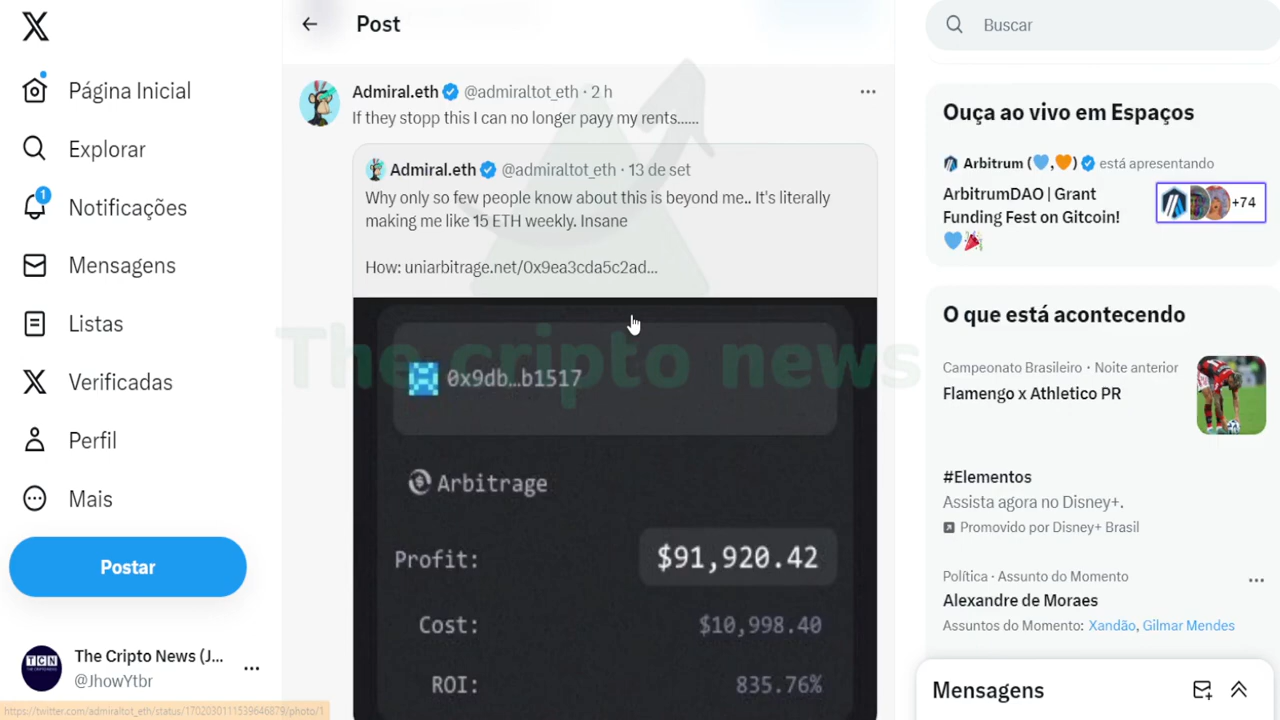 Post
Buscar
Página Inicial
Explorar
1
Notificações
Mensagens
Listas
Verificadas
Perfil
Mais
Postar
TCN
The Cripto News (J...
@JhowYtbr
https://twitter.com/admiraltot_eth/status/1702030111539646879/photo/1
Admiral.eth @admiraltot_eth · 2 h
If they stopp this I can no longer payy my rents......
Admiral.eth @admiraltot_eth · 13 de set
Why only so few people know about this is beyond me.. It's literally
making me like 15 ETH weekly. Insane
How: uniarbitrage.net/0x9ea3cda5c2ad...
The cripto news
0x9db...b1517
Arbitrage
Profit: $91,920.42
Cost: $10,998.40
ROI: 835.76%
Ouça ao vivo em Espaços
Arbitrum (💙,🧡) está apresentando
ArbitrumDAO | Grant
Funding Fest on Gitcoin!
💙🎉
+74
O que está acontecendo
Campeonato Brasileiro · Noite anterior
Flamengo x Athletico PR
#Elementos
Assista agora no Disney+.
Promovido por Disney+ Brasil
Política · Assunto do Momento
Alexandre de Moraes
Assuntos do Momento: Xandão, Gilmar Mendes
Mensagens